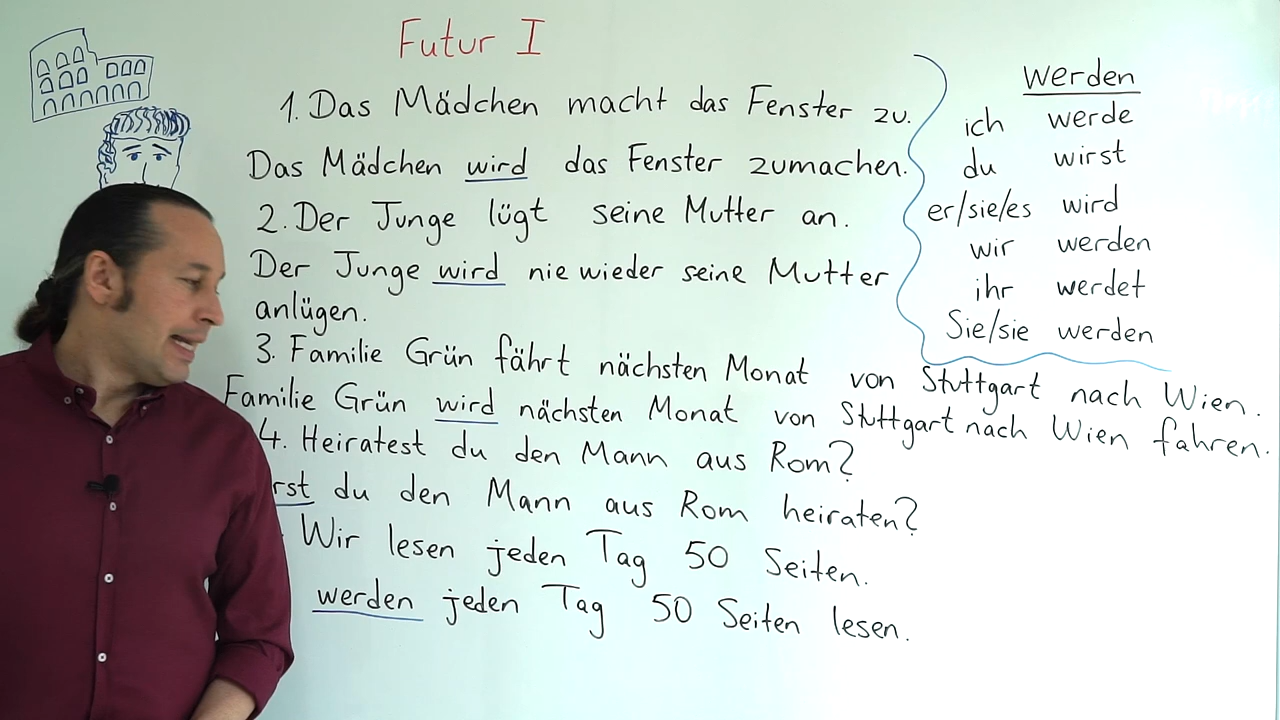 Futur I
1. Das Mädchen macht das Fenster zu.
Das Mädchen wird das Fenster zumachen.
2. Der Junge lügt seine Mutter an.
Der Junge wird nie wieder seine Mutter
anlügen.
3. Familie Grün fährt nächsten Monat von Stuttgart nach Wien.
Familie Grün wird nächsten Monat von Stuttgart nach Wien fahren.
4. Heiratest du den Mann aus Rom?
rst du den Mann aus Rom heiraten?
Wir lesen jeden Tag 50 Seiten.
werden jeden Tag 50 Seiten lesen.
werden
ich werde
du wirst
er/sie/es wird
wir werden
ihr werdet
Sie/sie werden